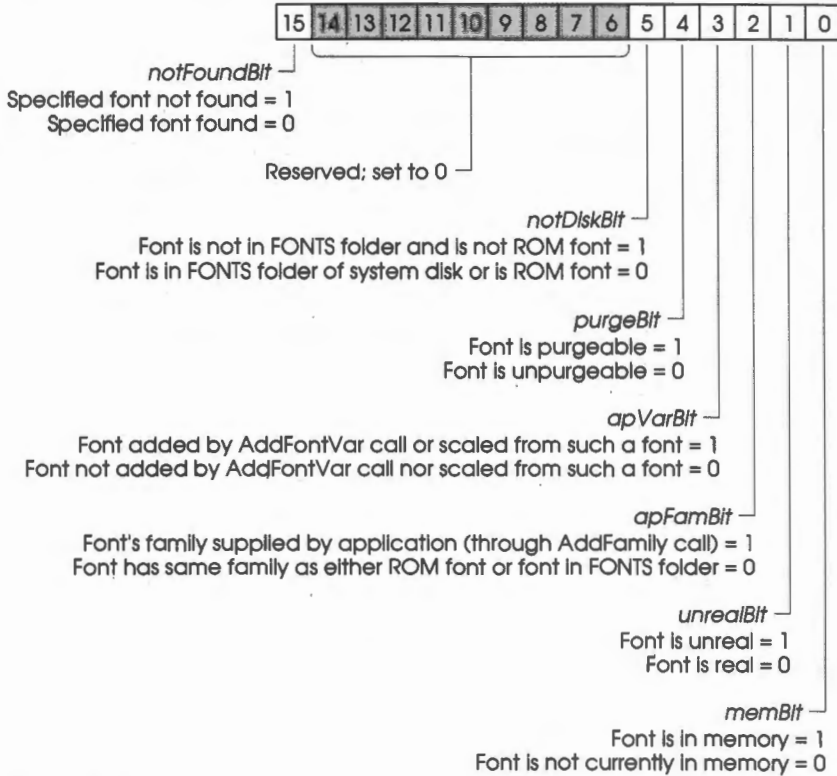 15 14 13 12 11 10 9 8 7 6 5 4 3 2 1 0
notFoundBit
Specified font not found = 1
Specified font found = 0
Reserved; set to 0
notDiskBit
Font is not in FONTS folder and is not ROM font = 1
Font is in FONTS folder of system disk or is ROM font = 0
purgeBit
Font is purgeable = 1
Font is unpurgeable = 0
apVarBit
Font added by AddFontVar call or scaled from such a font = 1
Font not added by AddFontVar call nor scaled from such a font = 0
apFamBit
Font's family supplied by application (through AddFamily call) = 1
Font has same family as either ROM font or font in FONTS folder = 0
unrealBit
Font is unreal = 1
Font is real = 0
memBit
Font is in memory = 1
Font is not currently in memory = 0